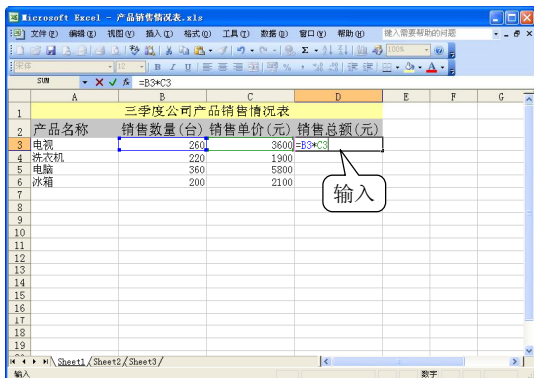 Microsoft Excel - 产品销售情况表.xls
文件(F) 编辑(E) 视图(V) 插入(I) 格式(O) 工具(T) 数据(D) 窗口(W) 帮助(H) 键入需要帮助的问题
100%
宋体 12 B I U
SUM =B3*C3
A B C D E F G
1 三季度公司产品销售情况表
2 产品名称 销售数量(台) 销售单价(元) 销售总额(元)
3 电视 260 3600 =B3*C3
4 洗衣机 220 1900
5 电脑 360 5800
6 冰箱 200 2100
7
输入
8
9
10
11
12
13
14
15
16
17
18
19
Sheet1 Sheet2 Sheet3
输入 数字